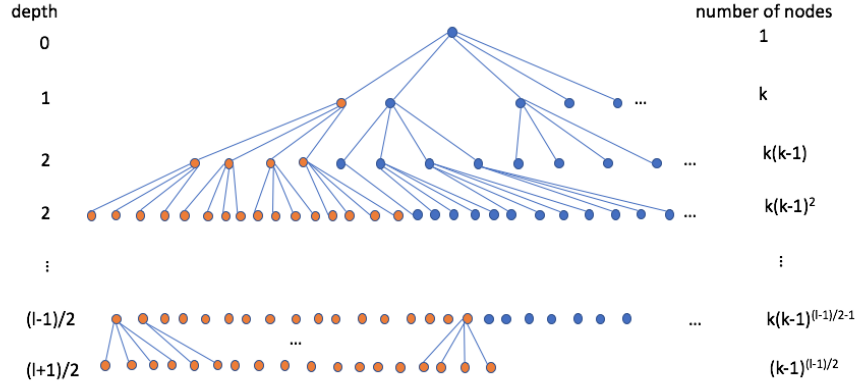 depth number of nodes
0 1
1 ... k
2 ... k(k-1)
2 ... k(k-1)²
⋮ ⋮
(l-1)/2 ... k(k-1)^(l-1)/2-1
...
(l+1)/2 (k-1)^(l-1)/2